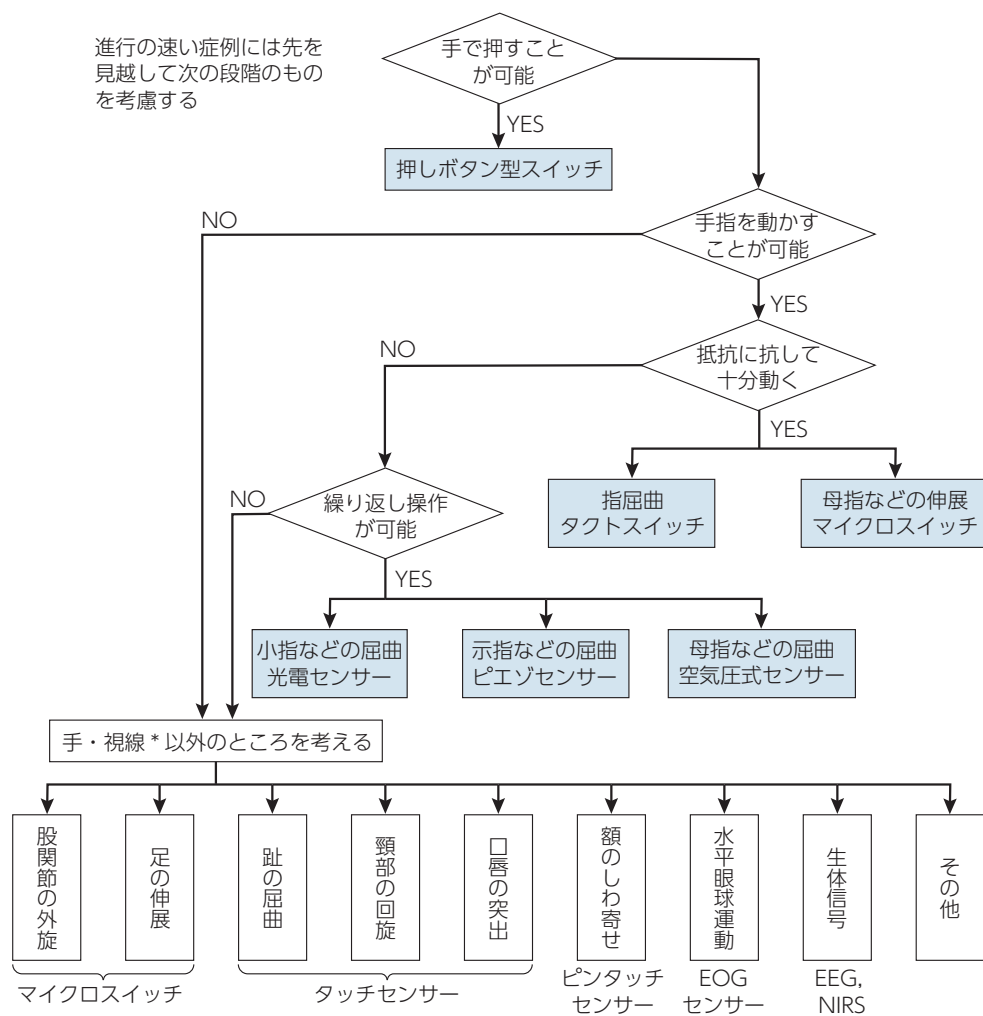 進行の速い症例には先を
見越して次の段階のもの
を考慮する
手で押すこと
が可能
YES
押しボタン型スイッチ
NO
手指を動かす
ことが可能
YES
NO
抵抗に抗して
十分動く
YES
指屈曲
タクトスイッチ
母指などの伸展
マイクロスイッチ
NO
繰り返し操作
が可能
YES
小指などの屈曲
光電センサー
示指などの屈曲
ピエゾセンサー
母指などの屈曲
空気圧式センサー
手・視線*以外のところを考える
股関節の外旋
足の伸展
趾の屈曲
頸部の回旋
口唇の突出
額のしわ寄せ
水平眼球運動
生体信号
その他
マイクロスイッチ
タッチセンサー
ピンタッチ
センサー
EOG
センサー
EEG,
NIRS